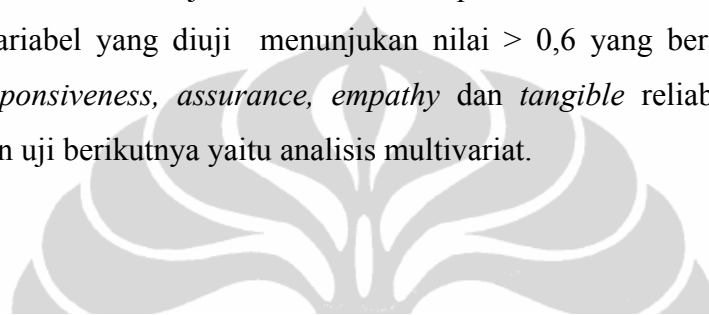 ariabel yang diuji menunjukan nilai > 0,6 yang ber
ponsiveness, assurance, empathy dan tangible reliab
n uji berikutnya yaitu analisis multivariat.